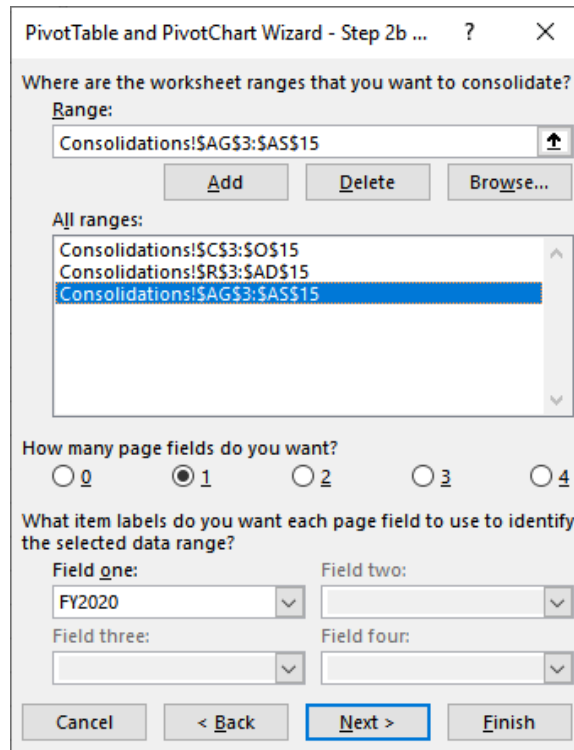 PivotTable and PivotChart Wizard - Step 2b ... ?
Where are the worksheet ranges that you want to consolidate?
Range:
Consolidations!$AG$3:$AS$15
Add Delete Browse...
All ranges:
Consolidations!$C$3:$O$15
Consolidations!$R$3:$AD$15
Consolidations!$AG$3:$AS$15
How many page fields do you want?
0 1 2 3 4
What item labels do you want each page field to use to identify
the selected data range?
Field one: Field two:
FY2020
Field three: Field four:
Cancel < Back Next > Finish